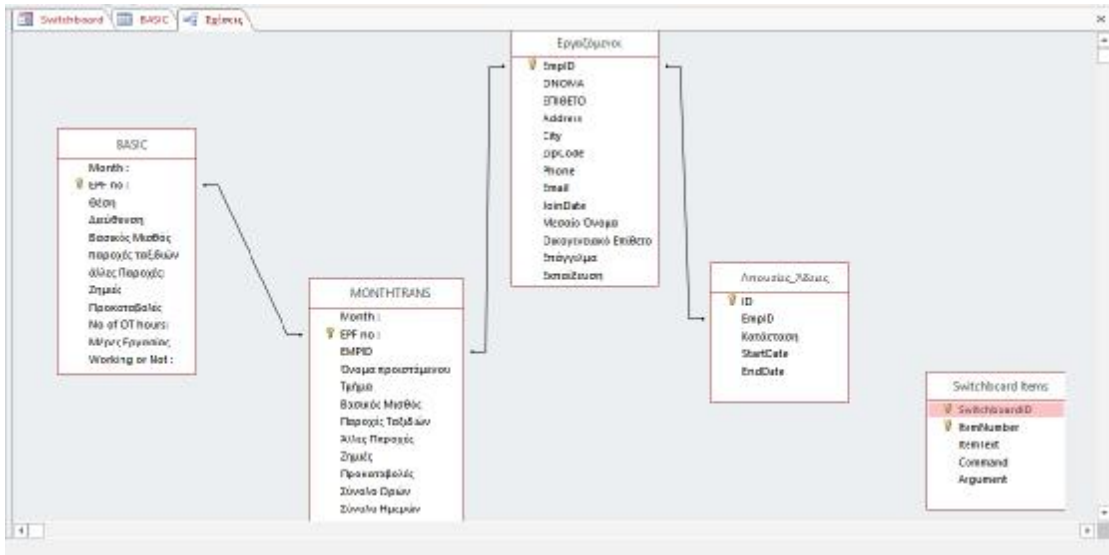 Switchboard
BASIC
Σχέσεις
Εργαζόμενοι
EmpID
ΟΝΟΜΑ
ΕΠΙΘΕΤΟ
Address
City
ZipCode
Phone
Email
JoinDate
Μεσαίο Όνομα
Οικογενειακό Επίθετο
Επάγγελμα
Εκπαίδευση
BASIC
Month :
EPF no :
Θέση
Διεύθυνση
Βασικός Μισθός
παροχές ταξιδιών
άλλες Παροχές
Ζημιές
Προκαταβολές
No of OT hours:
Μέρες Εργασίας
Working or Not :
MONTHTRANS
Month :
EPF no :
EMPID
Όνομα προϊστάμενου
Τμήμα
Βασικός Μισθός
Παροχές Ταξιδιών
Άλλες Παροχές
Ζημιές
Προκαταβολές
Σύνολο Ωρών
Σύνολο Ημερών
Απουσίες_Άδειες
ID
EmpID
Κατάσταση
StartDate
EndDate
Switchboard Items
SwitchboardID
ItemNumber
ItemText
Command
Argument